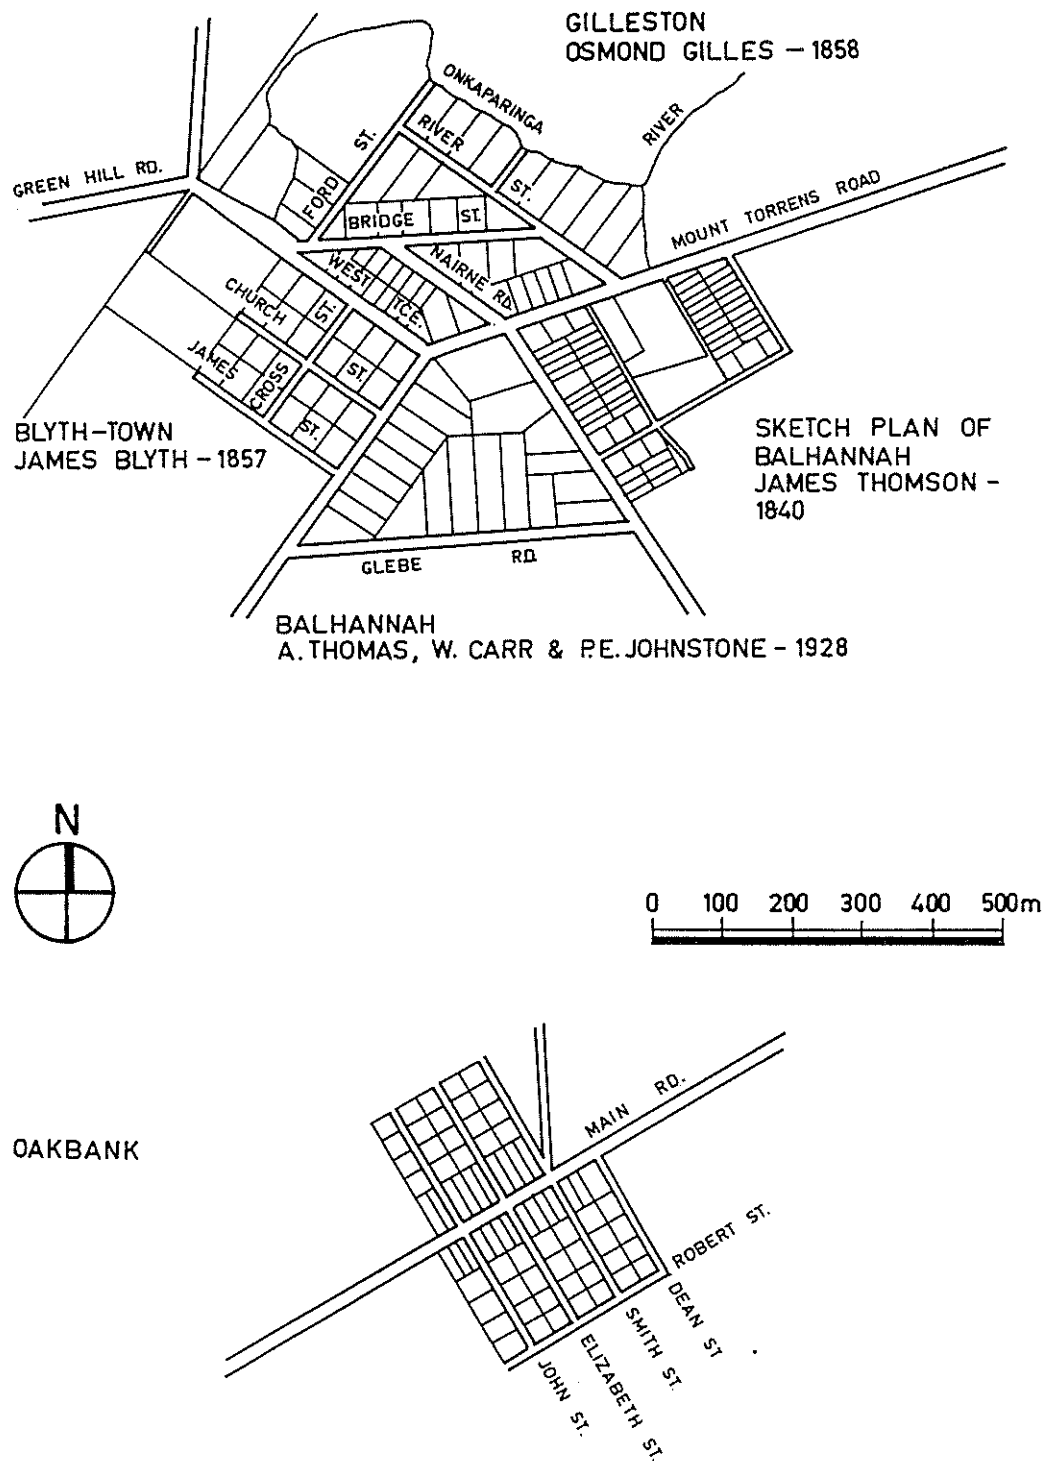 GILLESTON
OSMOND GILLES – 1858
ONKAPARINGA
RIVER
GREEN HILL RD.
FORD ST.
RIVER ST.
BRIDGE ST.
MOUNT TORRENS ROAD
NAIRNE RD.
WEST TCE.
CHURCH ST.
JAMES ST.
CROSS ST.
BLYTH-TOWN
JAMES BLYTH – 1857
SKETCH PLAN OF
BALHANNAH
JAMES THOMSON –
1840
GLEBE RD.
BALHANNAH
A. THOMAS, W. CARR & P.E. JOHNSTONE – 1928
N
0 100 200 300 400 500m
OAKBANK
MAIN RD.
ROBERT ST.
DEAN ST
SMITH ST.
ELIZABETH ST.
JOHN ST.